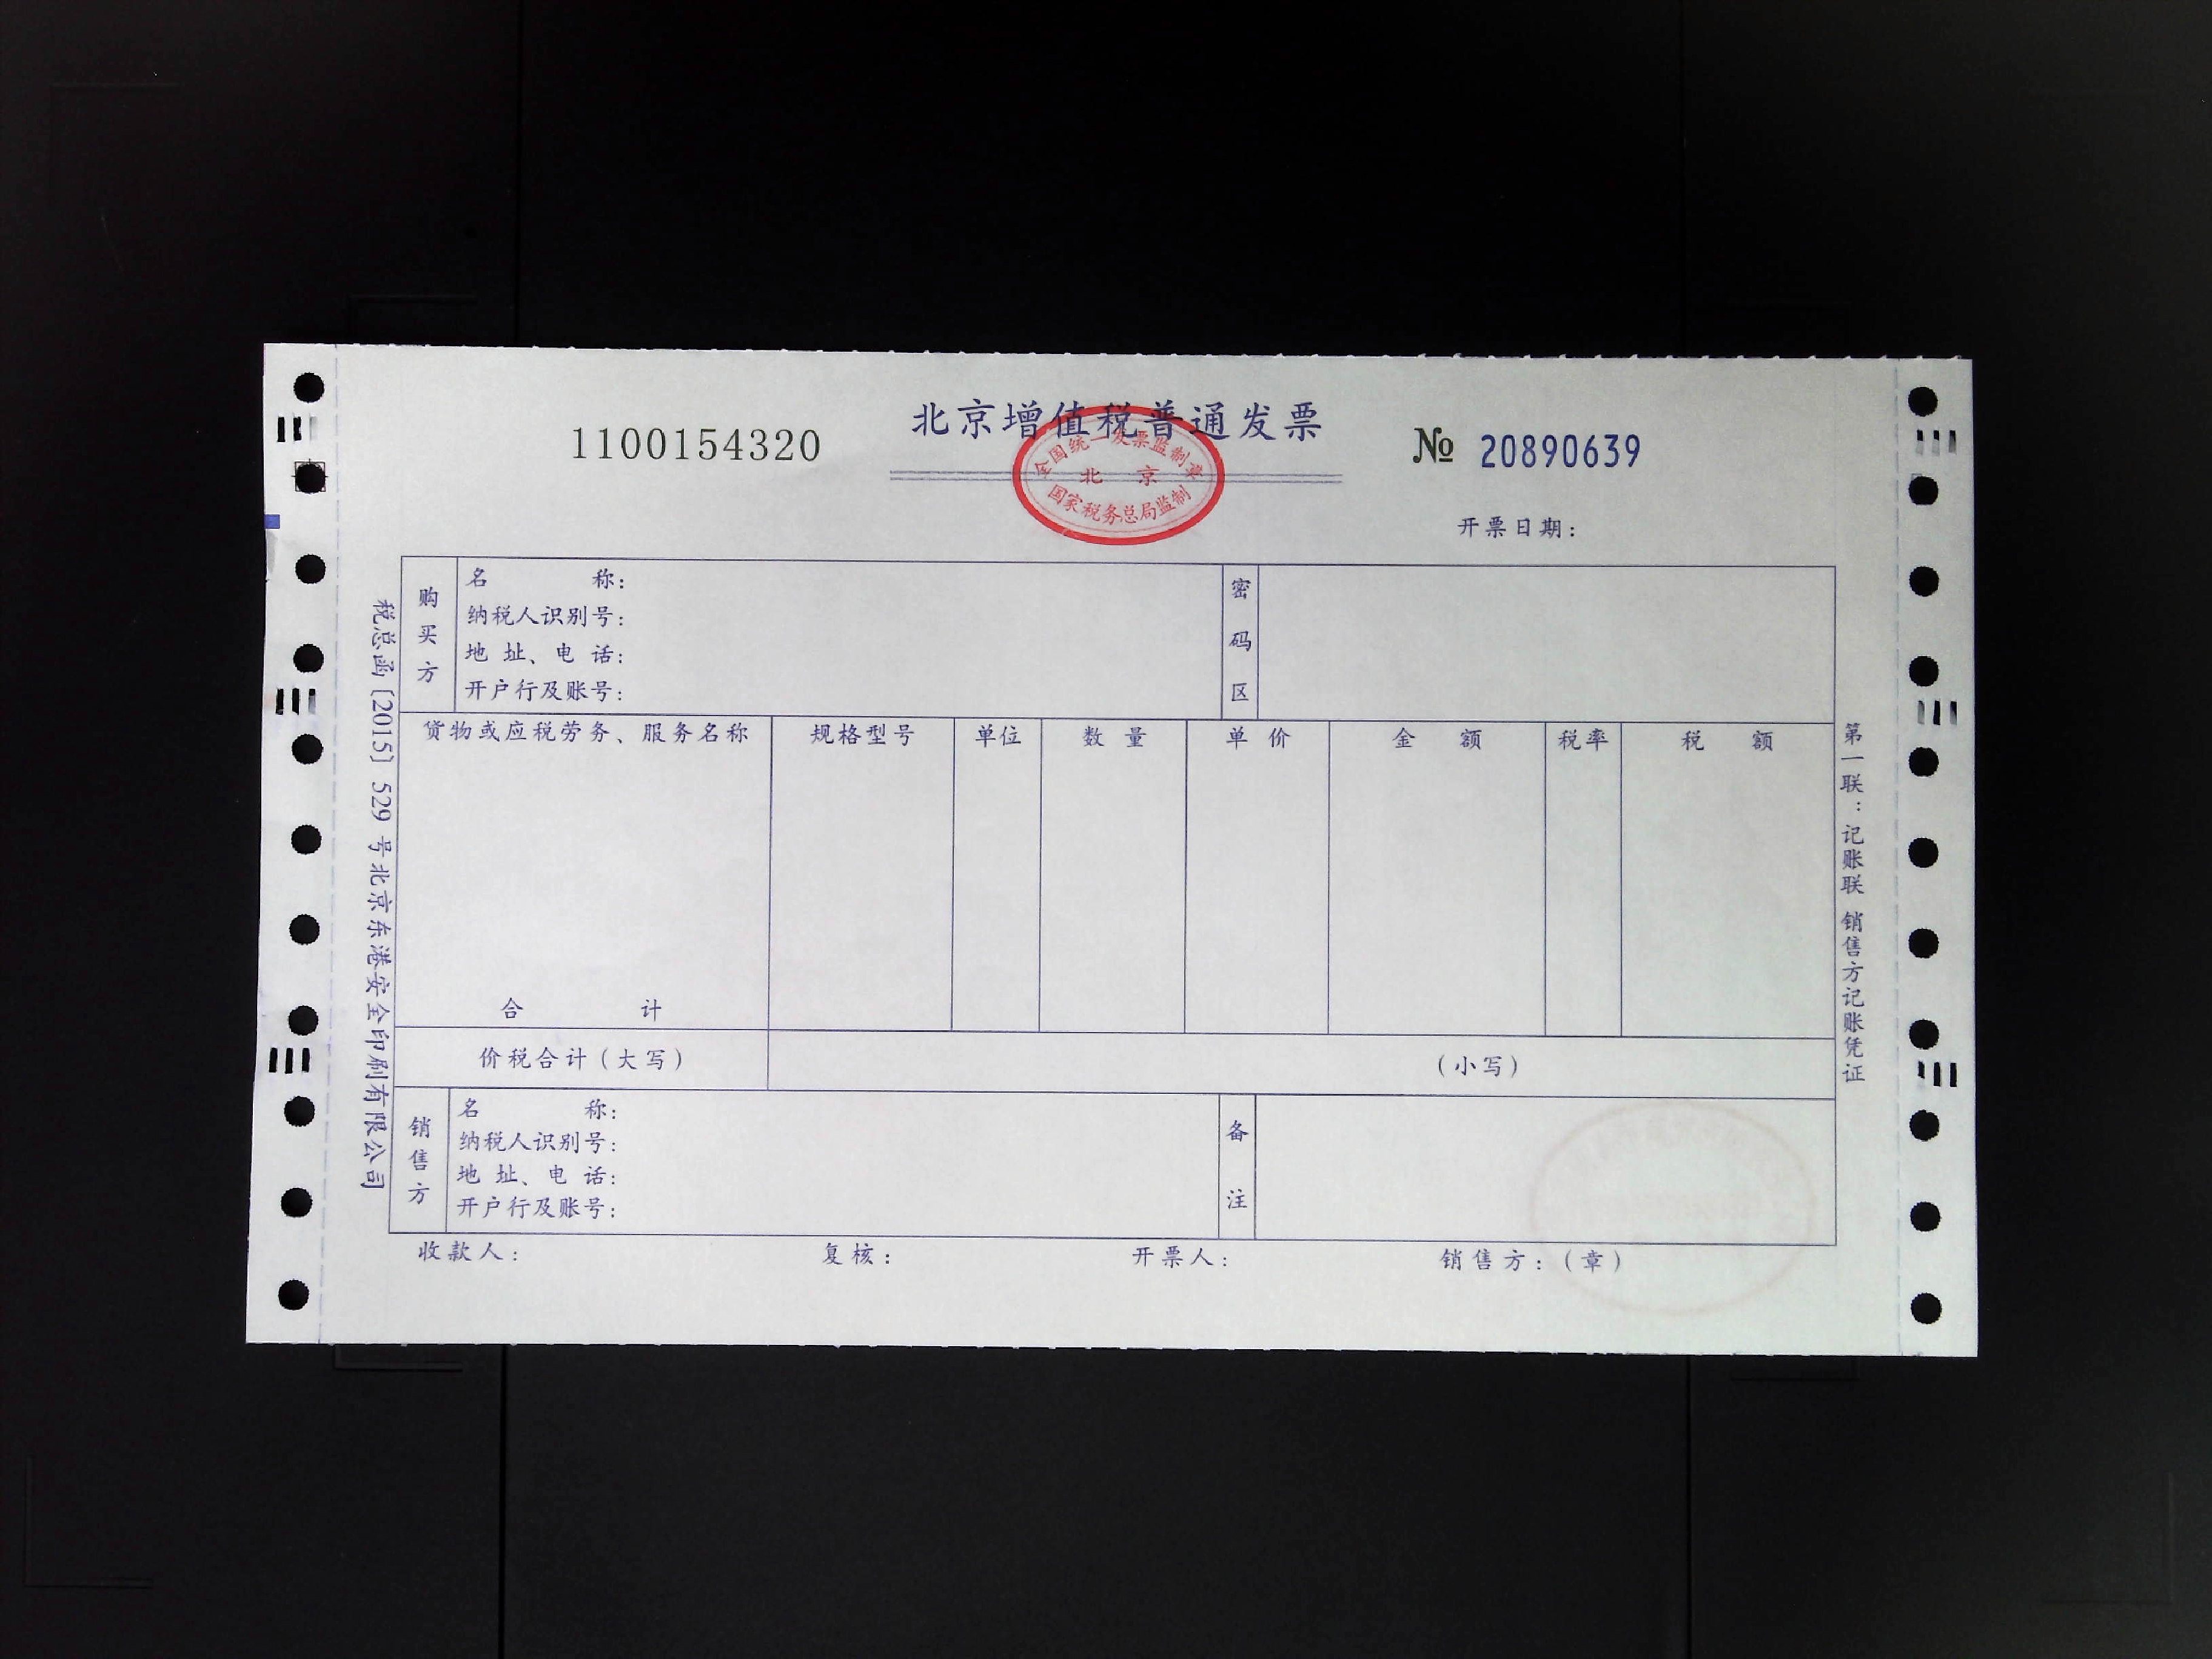 北京增值税普通发票
1100154320
№ 20890639
全国统一发票监制章
北 京
国家税务总局监制
开票日期：
购买方
名 称：
纳税人识别号：
地 址、电 话：
开户行及账号：
密码区
货物或应税劳务、服务名称 规格型号 单位 数 量 单 价 金 额 税率 税 额
合 计
价税合计（大写） （小写）
销售方
名 称：
纳税人识别号：
地 址、电 话：
开户行及账号：
备注
收款人： 复核： 开票人： 销售方：（章）
税总函〔2015〕529 号北京东港安全印刷有限公司
第一联：记账联 销售方记账凭证